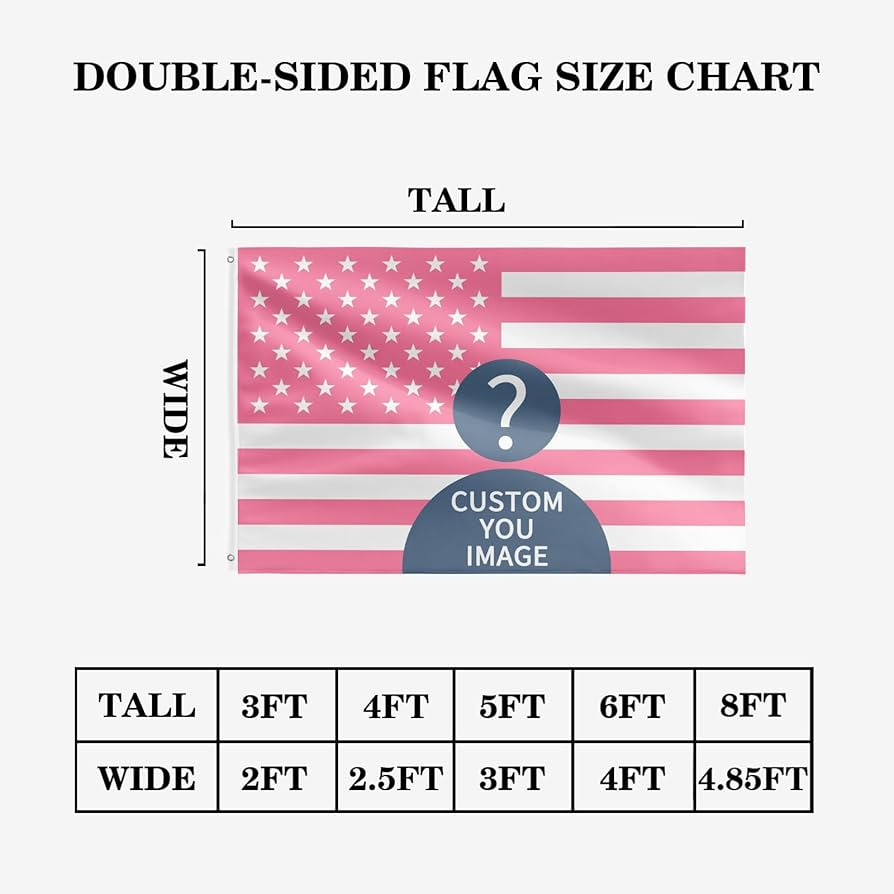 DOUBLE-SIDED FLAG SIZE CHART
TALL
WIDE
?
CUSTOM
YOU
IMAGE
TALL 3FT 4FT 5FT 6FT 8FT
WIDE 2FT 2.5FT 3FT 4FT 4.85FT